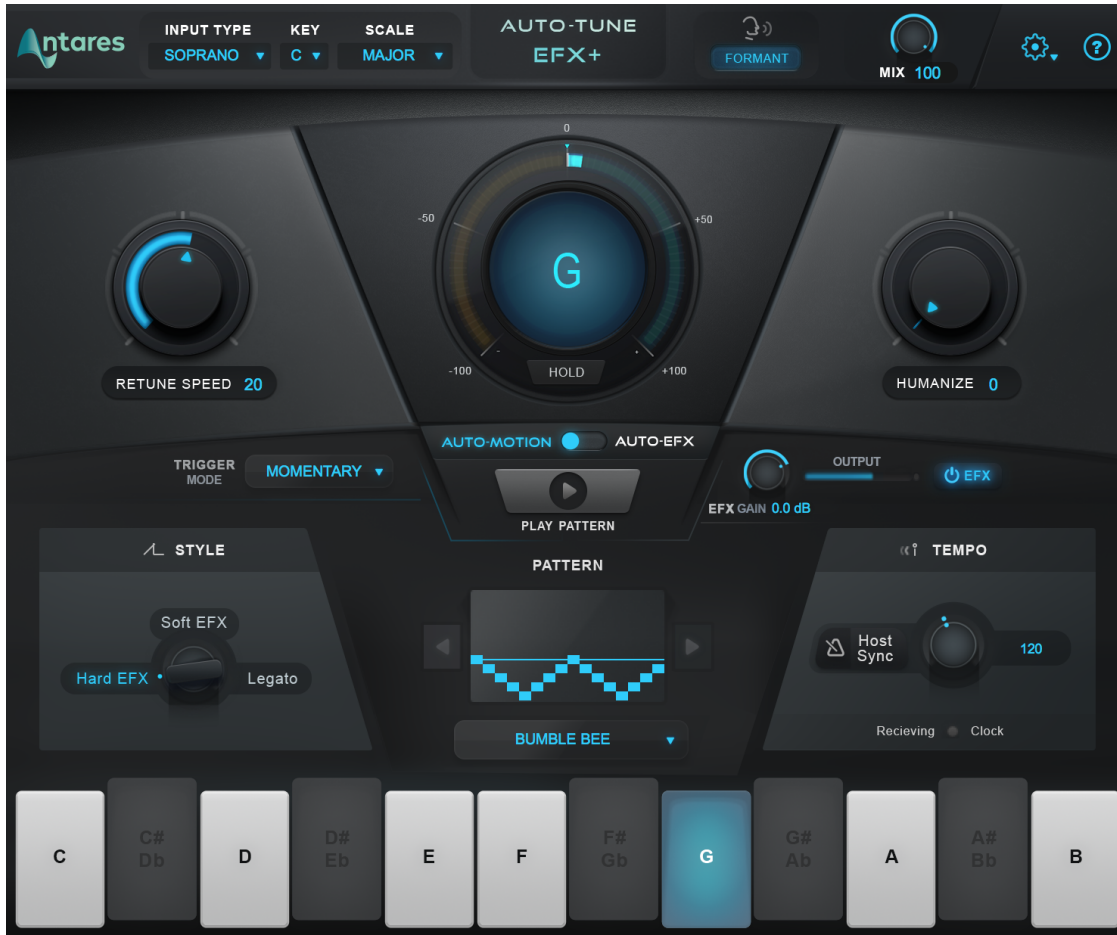 Antares
INPUT TYPE
SOPRANO
KEY
C
SCALE
MAJOR
AUTO-TUNE
EFX+
FORMANT
MIX 100
?
0
-50
+50
G
-100
HOLD
+100
RETUNE SPEED 20
HUMANIZE 0
AUTO-MOTION
AUTO-EFX
TRIGGER
MODE
MOMENTARY
PLAY PATTERN
EFX GAIN 0.0 dB
OUTPUT
EFX
STYLE
Soft EFX
Hard EFX
Legato
PATTERN
BUMBLE BEE
TEMPO
Host
Sync
120
Recieving
Clock
C
C#
Db
D
D#
Eb
E
F
F#
Gb
G
G#
Ab
A
A#
Bb
B